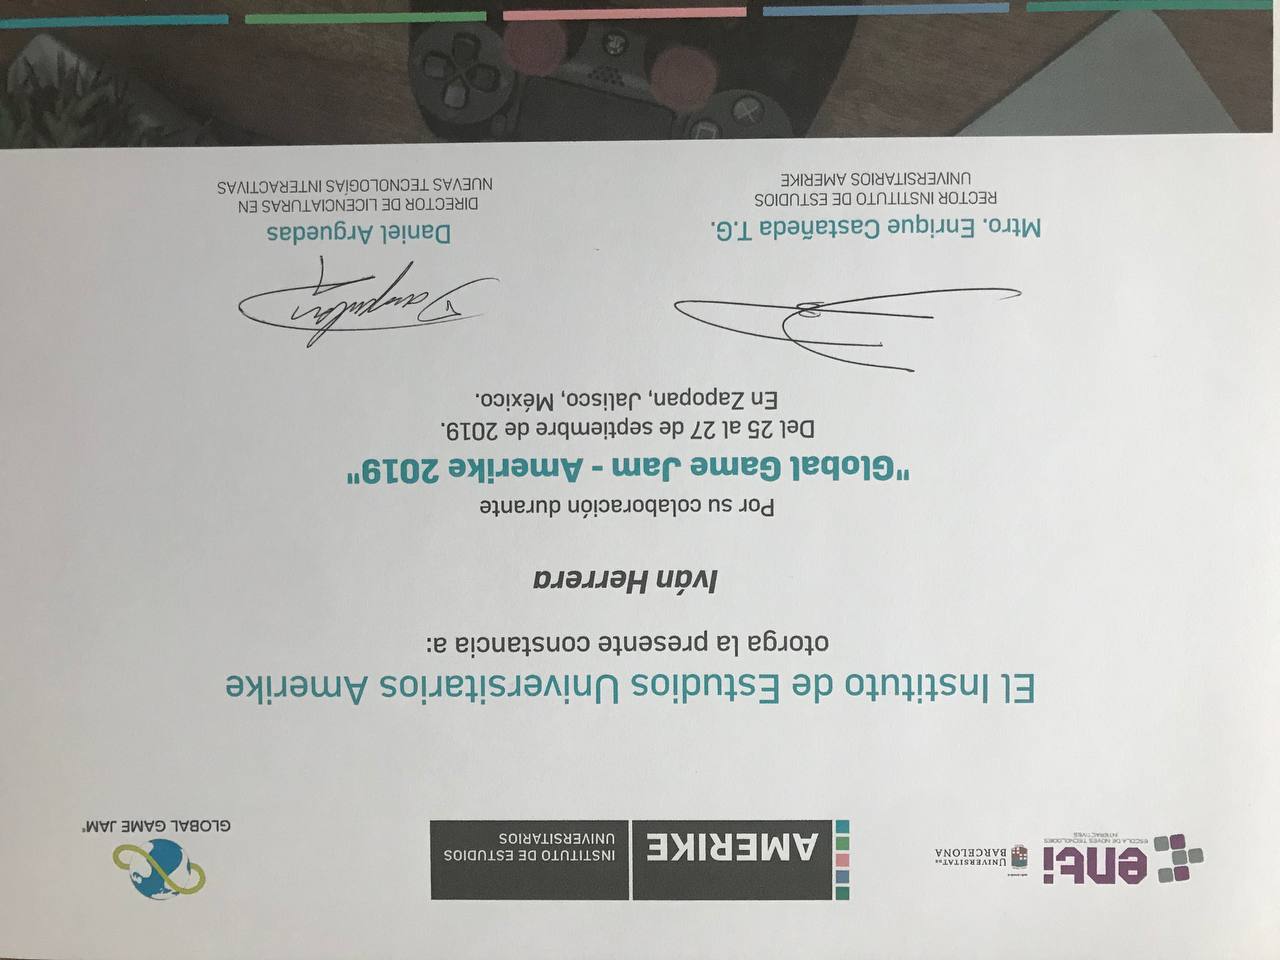 enti
ESCOLA DE NOVES TECNOLOGIES
INTERACTIVES
UNIVERSITAT DE
BARCELONA
AMERIKE
INSTITUTO DE ESTUDIOS
UNIVERSITARIOS
GLOBAL GAME JAM®
El Instituto de Estudios Universitarios Amerike
otorga la presente constancia a:
Iván Herrera
Por su colaboración durante
"Global Game Jam - Amerike 2019"
Del 25 al 27 de septiembre de 2019.
En Zapopan, Jalisco, México.
Mtro. Enrique Castañeda T.G.
RECTOR INSTITUTO DE ESTUDIOS
UNIVERSITARIOS AMERIKE
Daniel Arguedas
DIRECTOR DE LICENCIATURAS EN
NUEVAS TECNOLOGÍAS INTERACTIVAS